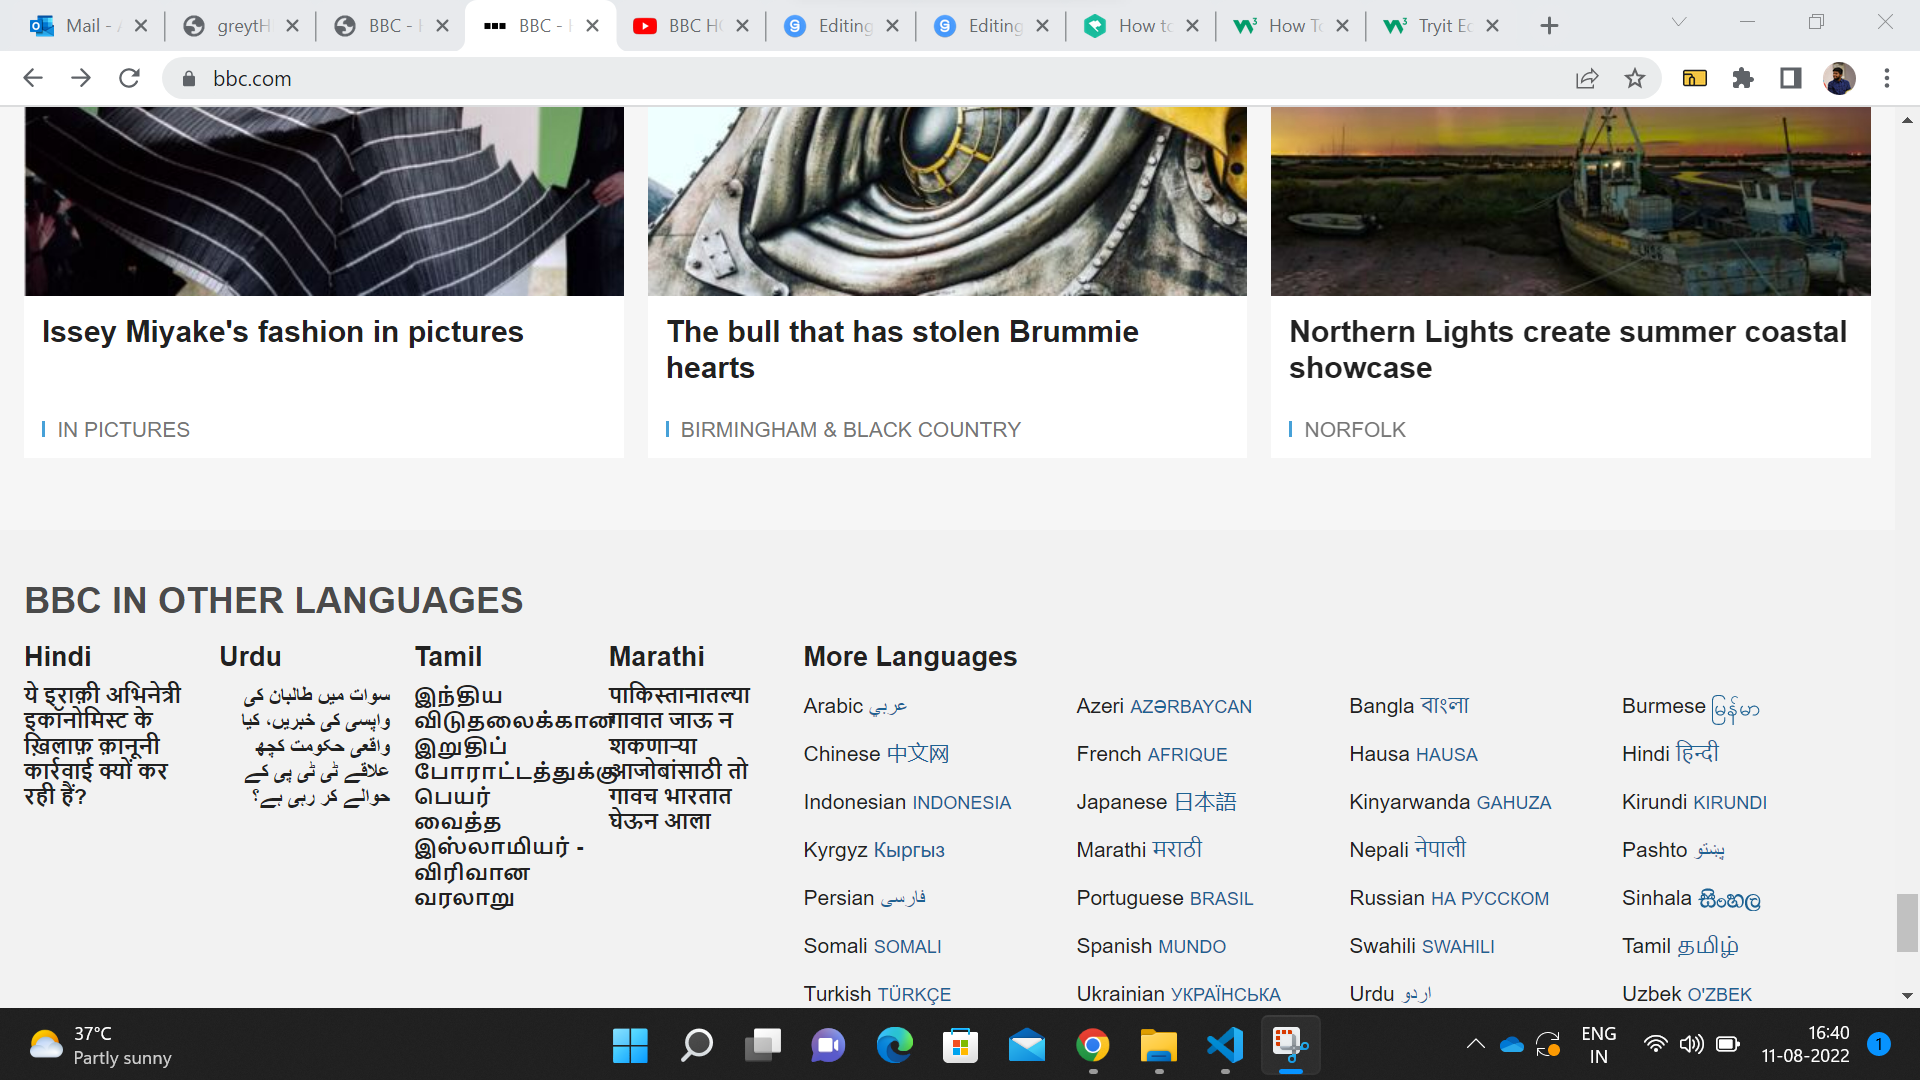 Mail - 
greytH
BBC - 
BBC - 
BBC HO
Editing
Editing
How to
How To
Tryit Ed
bbc.com
Issey Miyake's fashion in pictures
IN PICTURES
The bull that has stolen Brummie
hearts
BIRMINGHAM & BLACK COUNTRY
Northern Lights create summer coastal
showcase
NORFOLK
BBC IN OTHER LANGUAGES
Hindi
ये इराक़ी अभिनेत्री
इकॉनोमिस्ट के
ख़िलाफ़ क़ानूनी
कार्रवाई क्यों कर
रही हैं?
Urdu
سوات میں طالبان کی
واپسی کی خبریں، کیا
واقعی حکومت کچھ
علاقے ٹی ٹی پی کے
حوالے کر رہی ہے؟
Tamil
இந்திய
விடுதலைக்கான
இறுதிப்
போராட்டத்துக்கு
பெயர்
வைத்த
இஸ்லாமியர் -
விரிவான
வரலாறு
Marathi
पाकिस्तानातल्या
गावात जाऊ न
शकणाऱ्या
आजोबांसाठी तो
गावच भारतात
घेऊन आला
More Languages
Arabic عربي
Azeri AZƏRBAYCAN
Bangla বাংলা
Burmese မြန်မာ
Chinese 中文网
French AFRIQUE
Hausa HAUSA
Hindi हिन्दी
Indonesian INDONESIA
Japanese 日本語
Kinyarwanda GAHUZA
Kirundi KIRUNDI
Kyrgyz Кыргыз
Marathi मराठी
Nepali नेपाली
Pashto پښتو
Persian فارسی
Portuguese BRASIL
Russian НА РУССКОМ
Sinhala සිංහල
Somali SOMALI
Spanish MUNDO
Swahili SWAHILI
Tamil தமிழ்
Turkish TÜRKÇE
Ukrainian УКРАЇНСЬКА
Urdu اردو
Uzbek O'ZBEK
37°C
Partly sunny
ENG
IN
16:40
11-08-2022
1